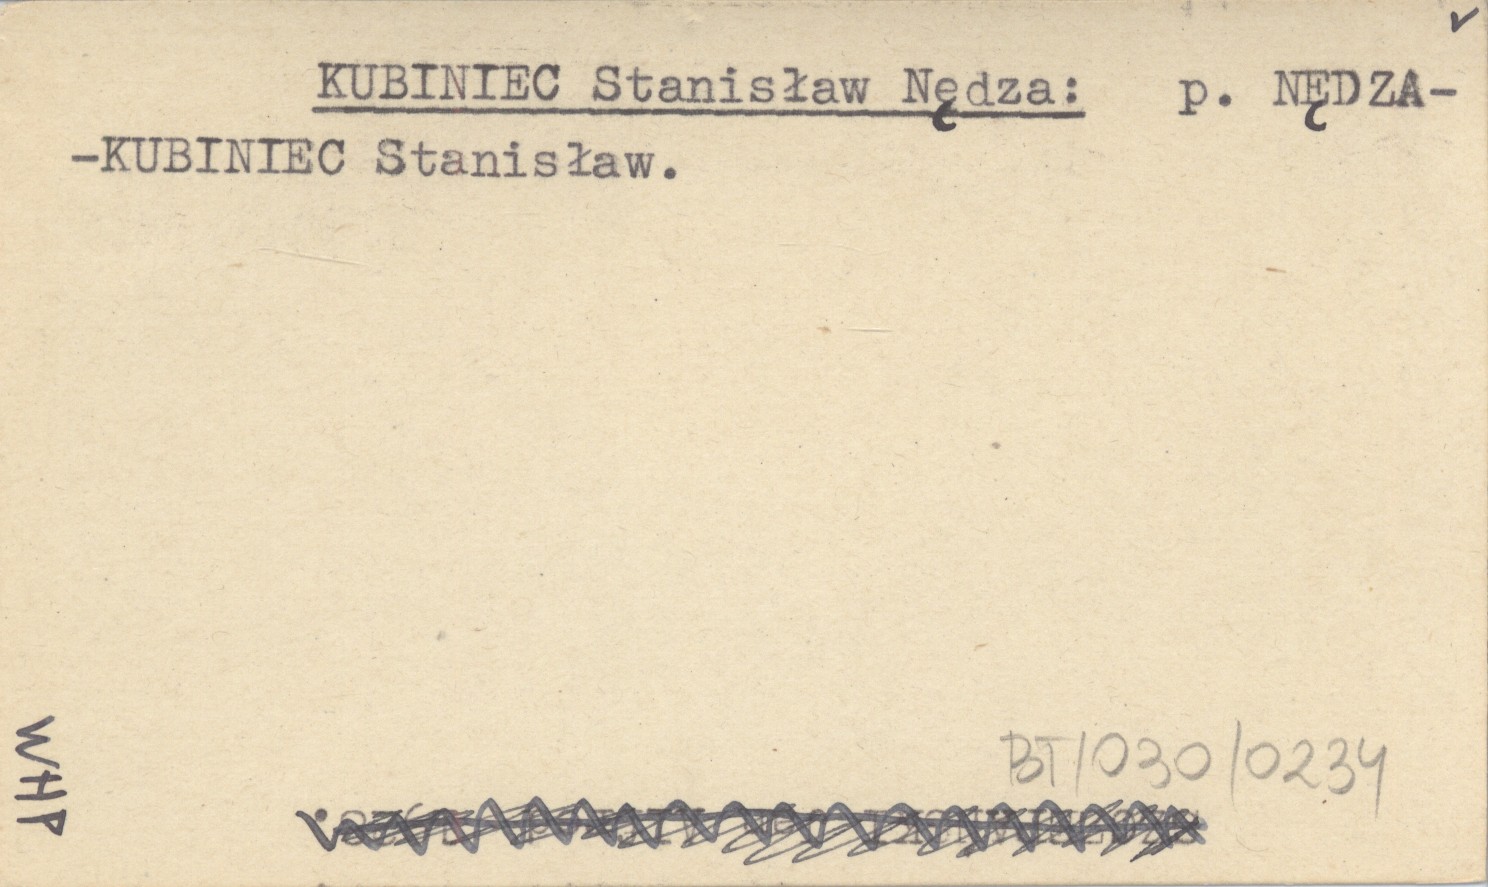 ✓
KUBINIEC Stanisław Nędza: p. NĘDZA-
-KUBINIEC Stanisław.
BT/030/0234
WHP